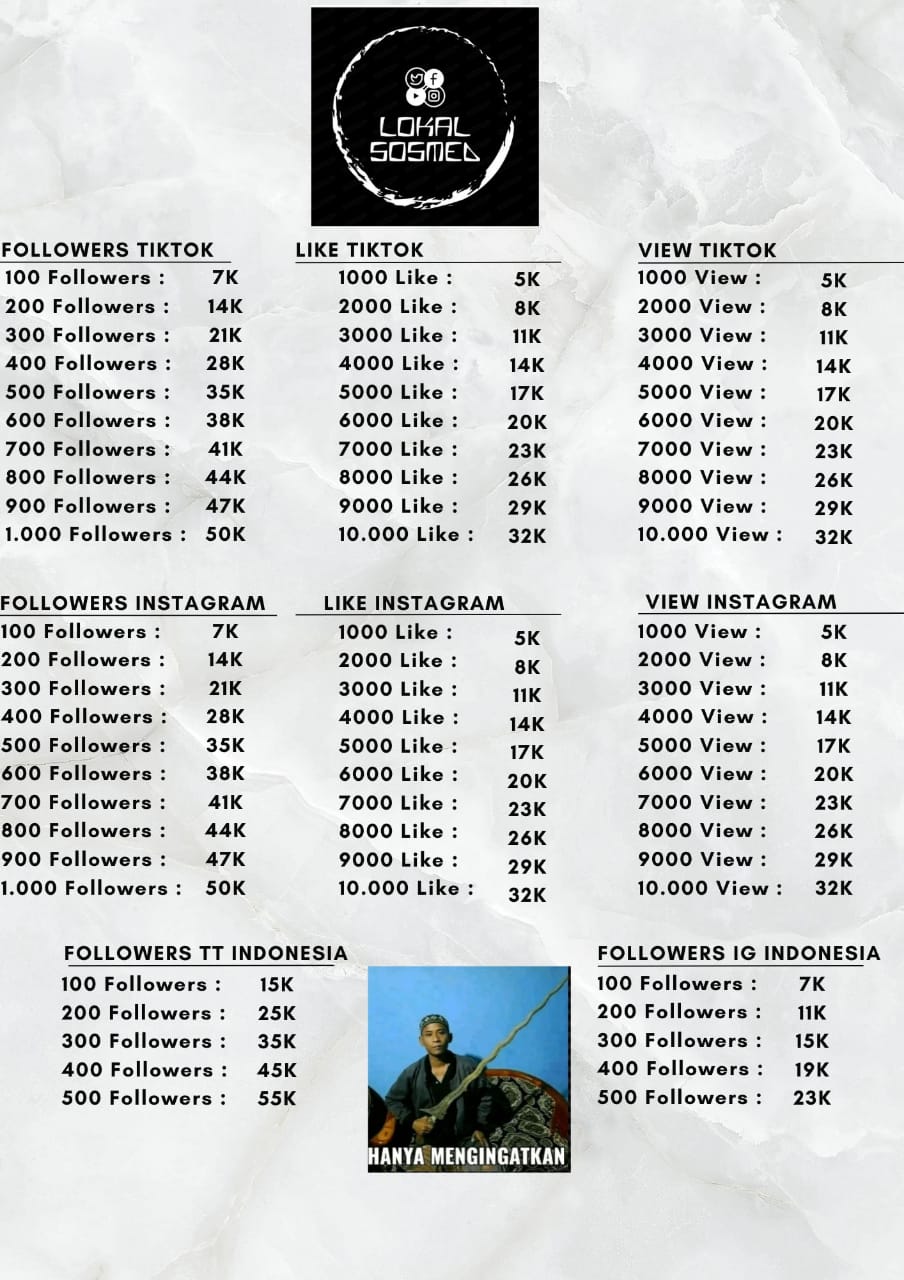 LOKAL
SOSMED
FOLLOWERS TIKTOK
100 Followers : 7K
200 Followers : 14K
300 Followers : 21K
400 Followers : 28K
500 Followers : 35K
600 Followers : 38K
700 Followers : 41K
800 Followers : 44K
900 Followers : 47K
1.000 Followers : 50K
LIKE TIKTOK
1000 Like : 5K
2000 Like : 8K
3000 Like : 11K
4000 Like : 14K
5000 Like : 17K
6000 Like : 20K
7000 Like : 23K
8000 Like : 26K
9000 Like : 29K
10.000 Like : 32K
VIEW TIKTOK
1000 View : 5K
2000 View : 8K
3000 View : 11K
4000 View : 14K
5000 View : 17K
6000 View : 20K
7000 View : 23K
8000 View : 26K
9000 View : 29K
10.000 View : 32K
FOLLOWERS INSTAGRAM
100 Followers : 7K
200 Followers : 14K
300 Followers : 21K
400 Followers : 28K
500 Followers : 35K
600 Followers : 38K
700 Followers : 41K
800 Followers : 44K
900 Followers : 47K
1.000 Followers : 50K
LIKE INSTAGRAM
1000 Like : 5K
2000 Like : 8K
3000 Like : 11K
4000 Like : 14K
5000 Like : 17K
6000 Like : 20K
7000 Like : 23K
8000 Like : 26K
9000 Like : 29K
10.000 Like : 32K
VIEW INSTAGRAM
1000 View : 5K
2000 View : 8K
3000 View : 11K
4000 View : 14K
5000 View : 17K
6000 View : 20K
7000 View : 23K
8000 View : 26K
9000 View : 29K
10.000 View : 32K
FOLLOWERS TT INDONESIA
100 Followers : 15K
200 Followers : 25K
300 Followers : 35K
400 Followers : 45K
500 Followers : 55K
HANYA MENGINGATKAN
FOLLOWERS IG INDONESIA
100 Followers : 7K
200 Followers : 11K
300 Followers : 15K
400 Followers : 19K
500 Followers : 23K